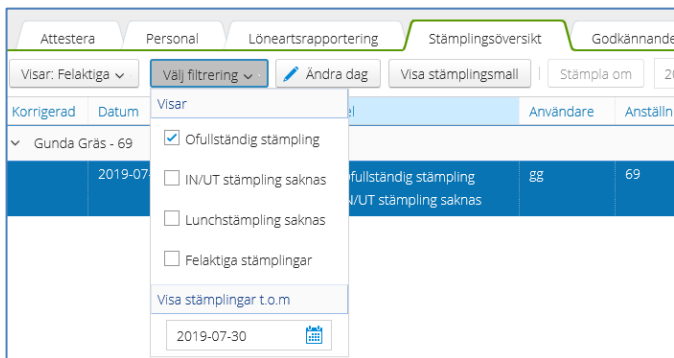 Attestera Personal Löneartsrapportering Stämplingsöversikt Godkännande
Visar: Felaktiga Välj filtrering Ändra dag Visa stämplingsmall Stämpla om
Korrigerad Datum Användare Anställn
Visar
Gunda Gräs - 69
Ofullständig stämpling
2019-07- fullständig stämpling gg 69
IN/UT stämpling saknas
N/UT stämpling saknas
Lunchstämpling saknas
Felaktiga stämplingar
Visa stämplingar t.o.m
2019-07-30